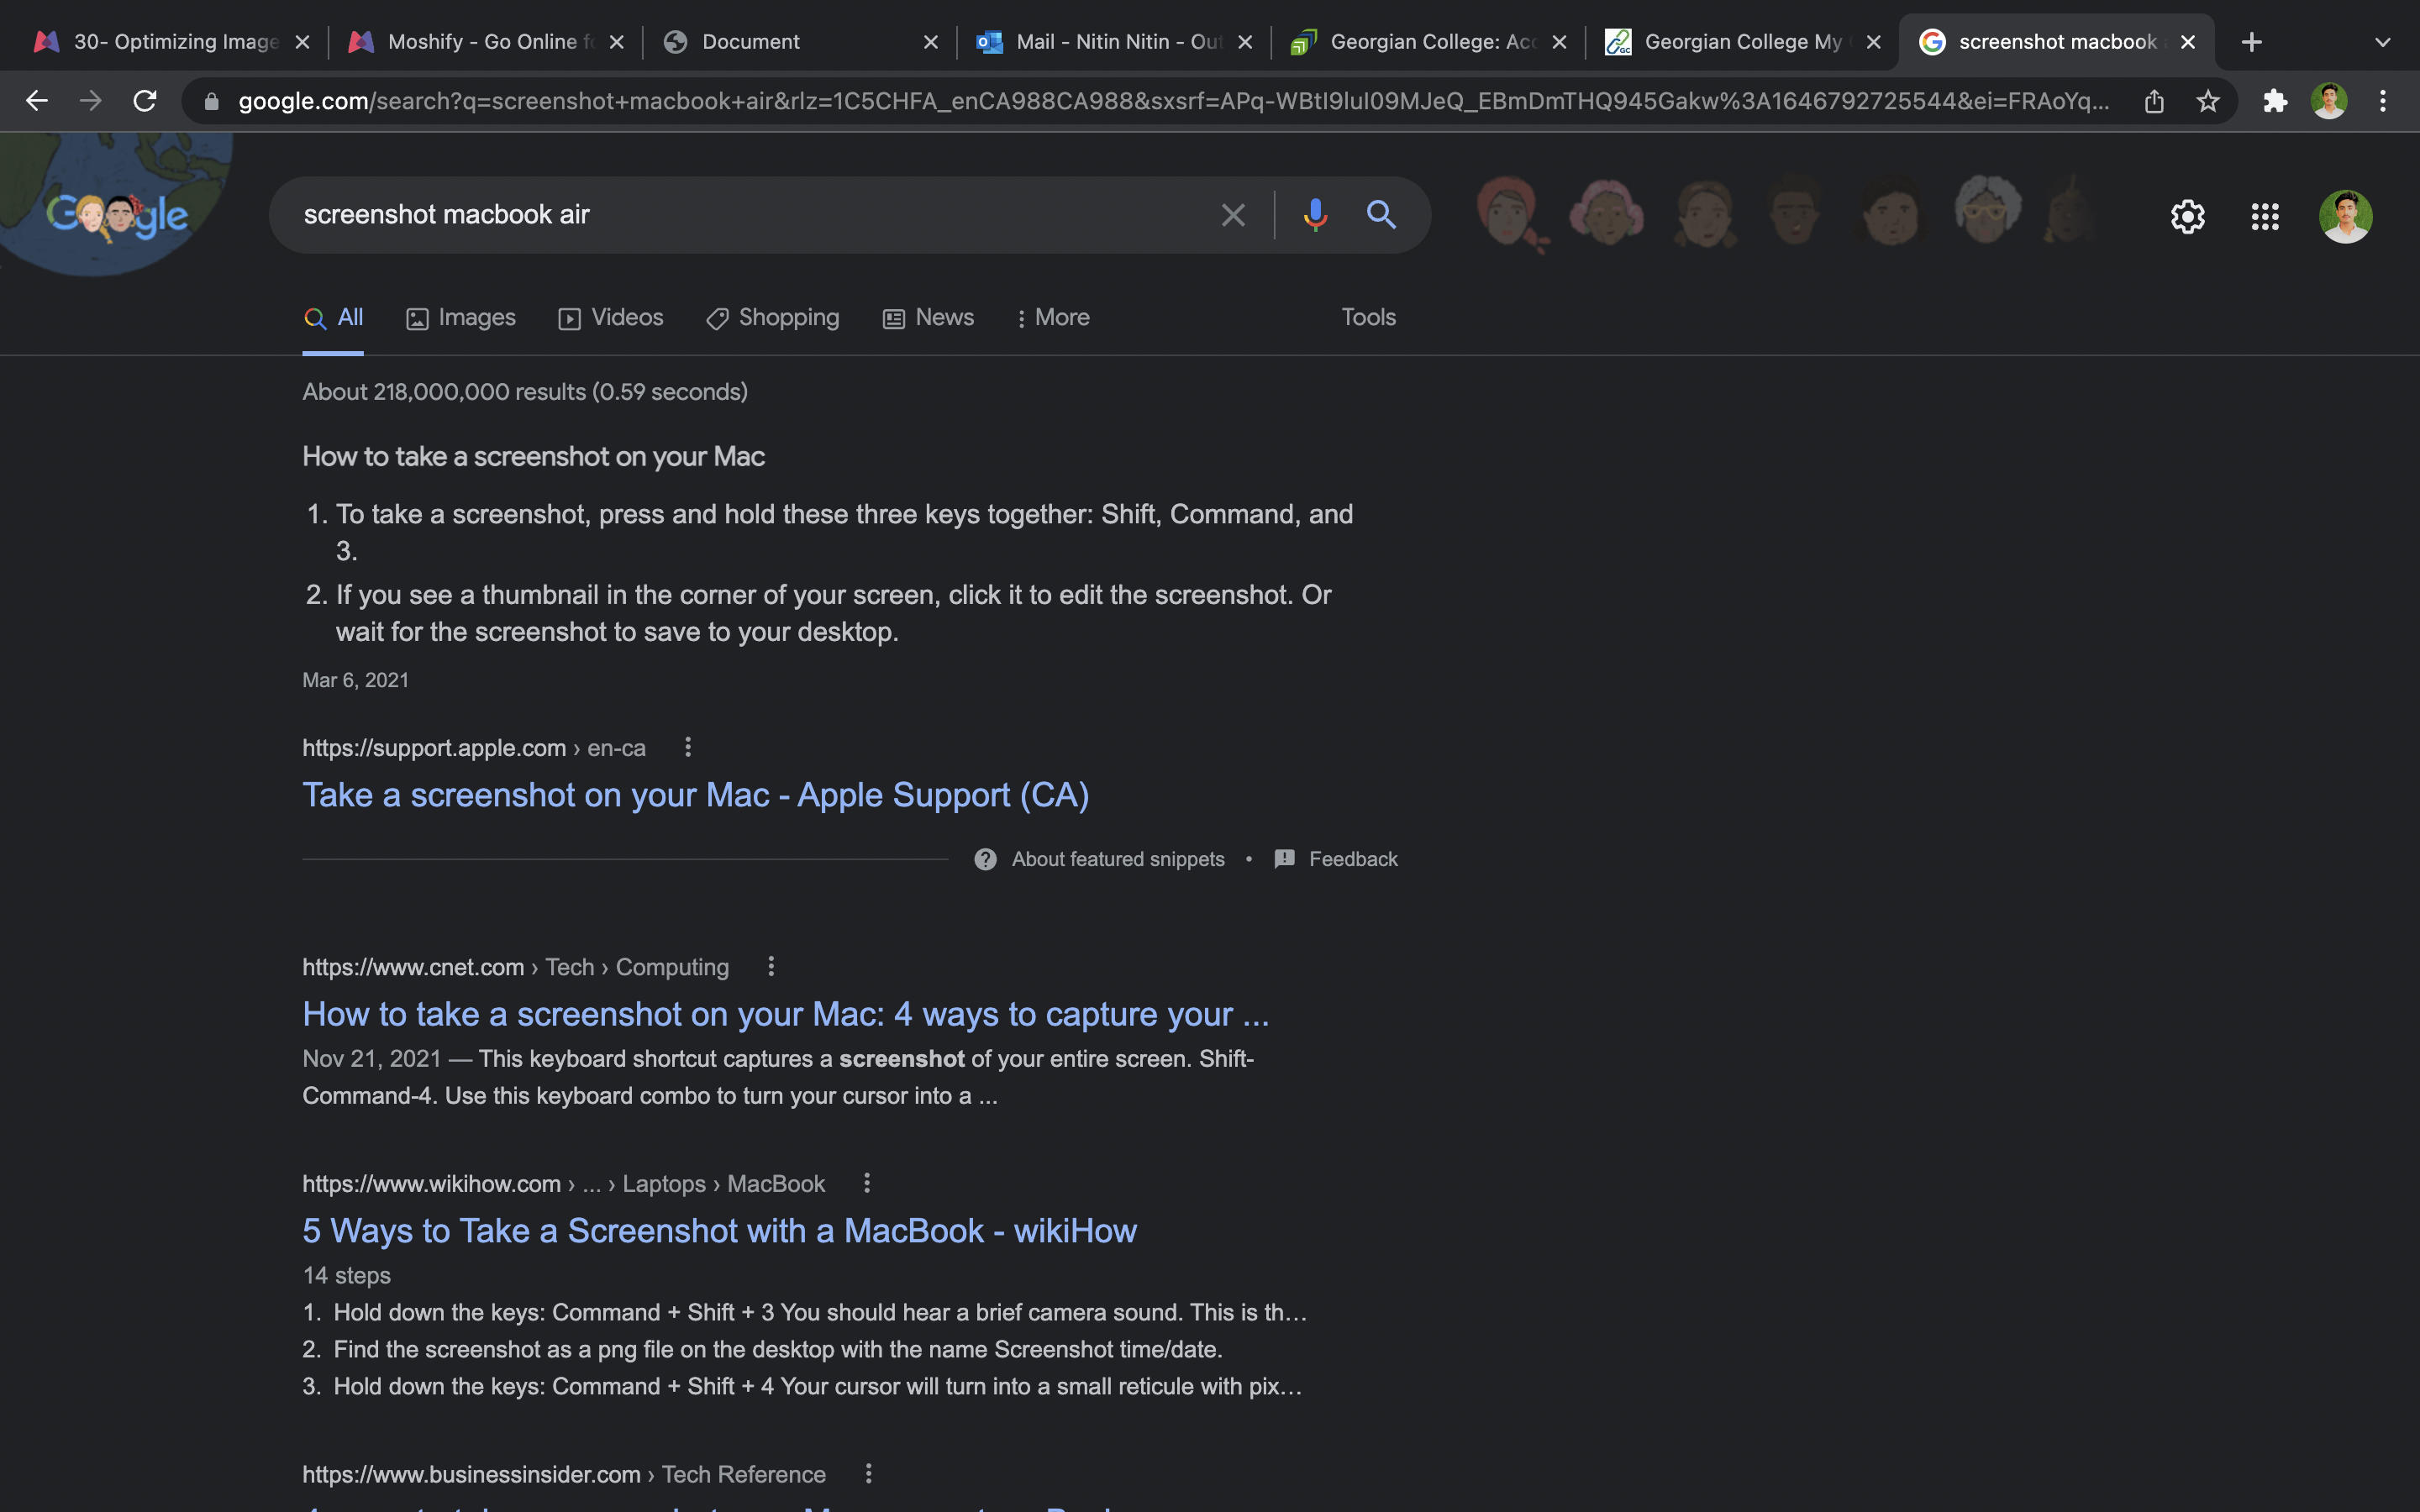 30- Optimizing Image
Moshify - Go Online f
Document
Mail - Nitin Nitin - Out
Georgian College: Acc
Georgian College My
screenshot macbook
google.com/search?q=screenshot+macbook+air&rlz=1C5CHFA_enCA988CA988&sxsrf=APq-WBtl9lul09MJeQ_EBmDmTHQ945Gakw%3A1646792725544&ei=FRAoYq...
Google
screenshot macbook air
All Images Videos Shopping News More Tools
About 218,000,000 results (0.59 seconds)
How to take a screenshot on your Mac
1. To take a screenshot, press and hold these three keys together: Shift, Command, and
3.
2. If you see a thumbnail in the corner of your screen, click it to edit the screenshot. Or
wait for the screenshot to save to your desktop.
Mar 6, 2021
https://support.apple.com › en-ca
Take a screenshot on your Mac - Apple Support (CA)
About featured snippets • Feedback
https://www.cnet.com › Tech › Computing
How to take a screenshot on your Mac: 4 ways to capture your ...
Nov 21, 2021 — This keyboard shortcut captures a screenshot of your entire screen. Shift-
Command-4. Use this keyboard combo to turn your cursor into a ...
https://www.wikihow.com › ... › Laptops › MacBook
5 Ways to Take a Screenshot with a MacBook - wikiHow
14 steps
1. Hold down the keys: Command + Shift + 3 You should hear a brief camera sound. This is th...
2. Find the screenshot as a png file on the desktop with the name Screenshot time/date.
3. Hold down the keys: Command + Shift + 4 Your cursor will turn into a small reticule with pix...
https://www.businessinsider.com › Tech Reference